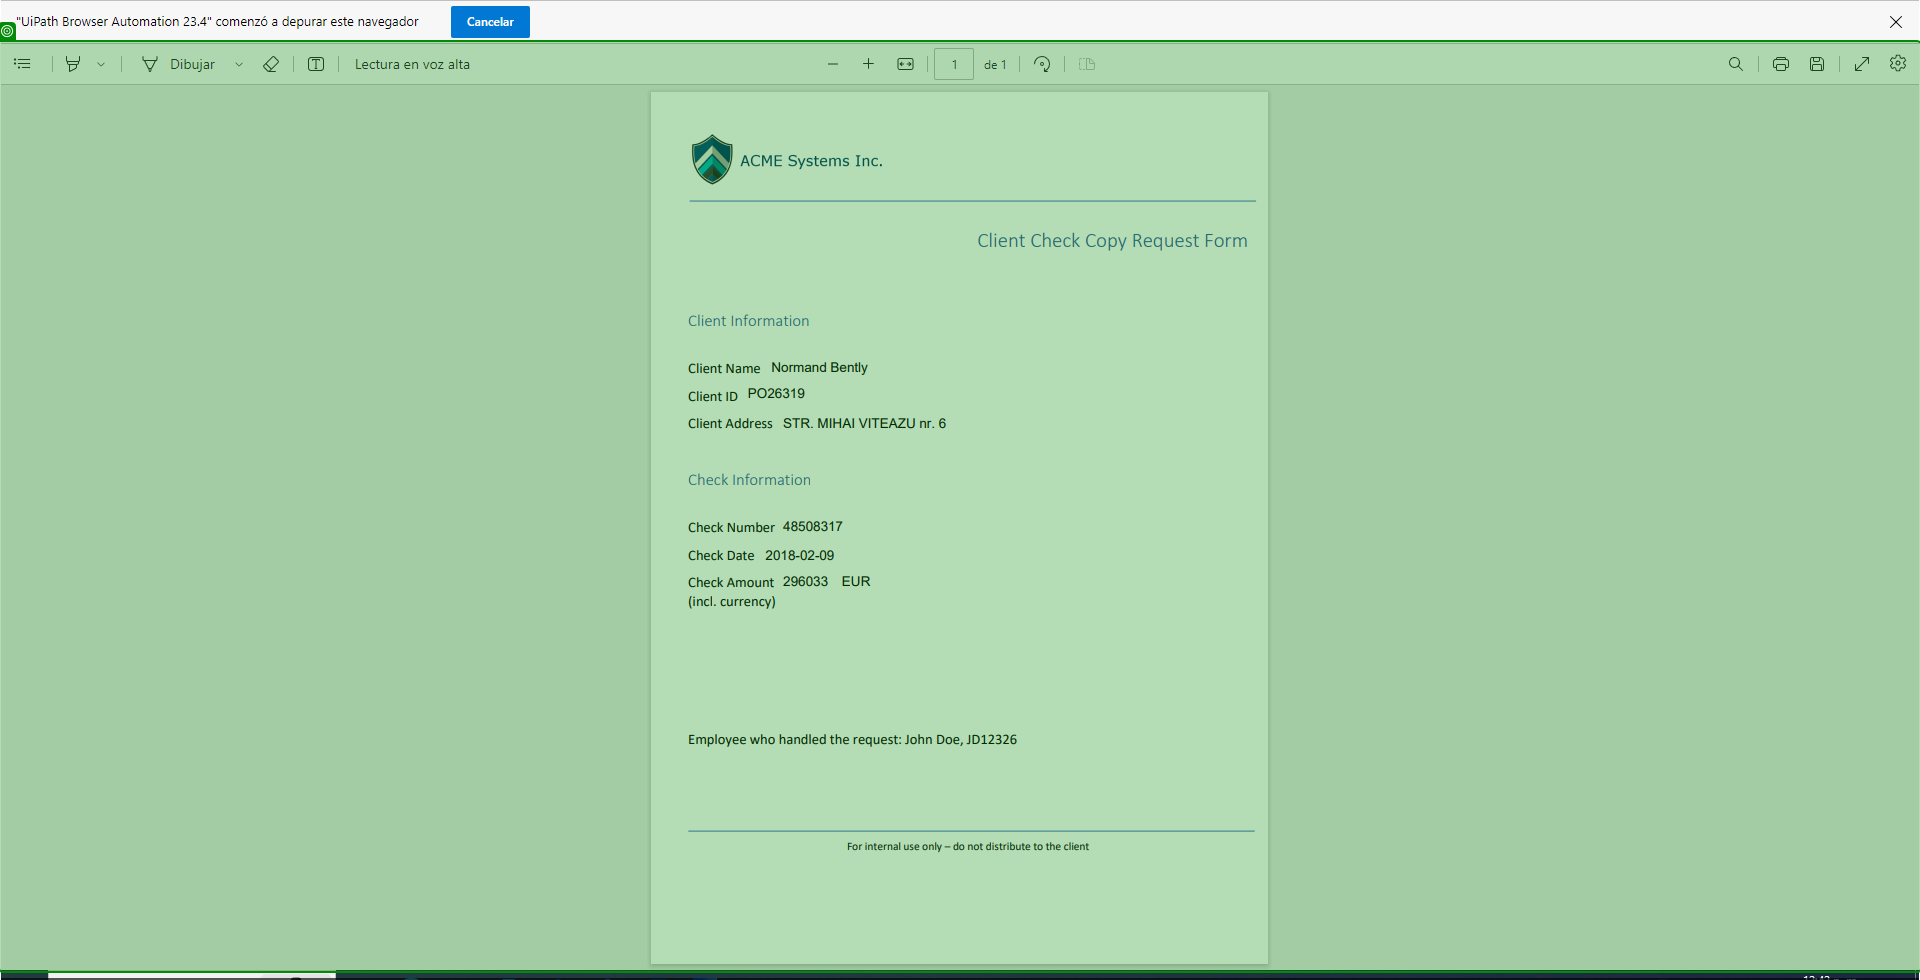 "UiPath Browser Automation 23.4" comenzó a depurar este navegador Cancelar
Dibujar Lectura en voz alta 1 de 1
ACME Systems Inc.
Client Check Copy Request Form
Client Information
Client Name Normand Bently
Client ID PO26319
Client Address STR. MIHAI VITEAZU nr. 6
Check Information
Check Number 48508317
Check Date 2018-02-09
Check Amount 296033 EUR
(incl. currency)
Employee who handled the request: John Doe, JD12326
For internal use only – do not distribute to the client